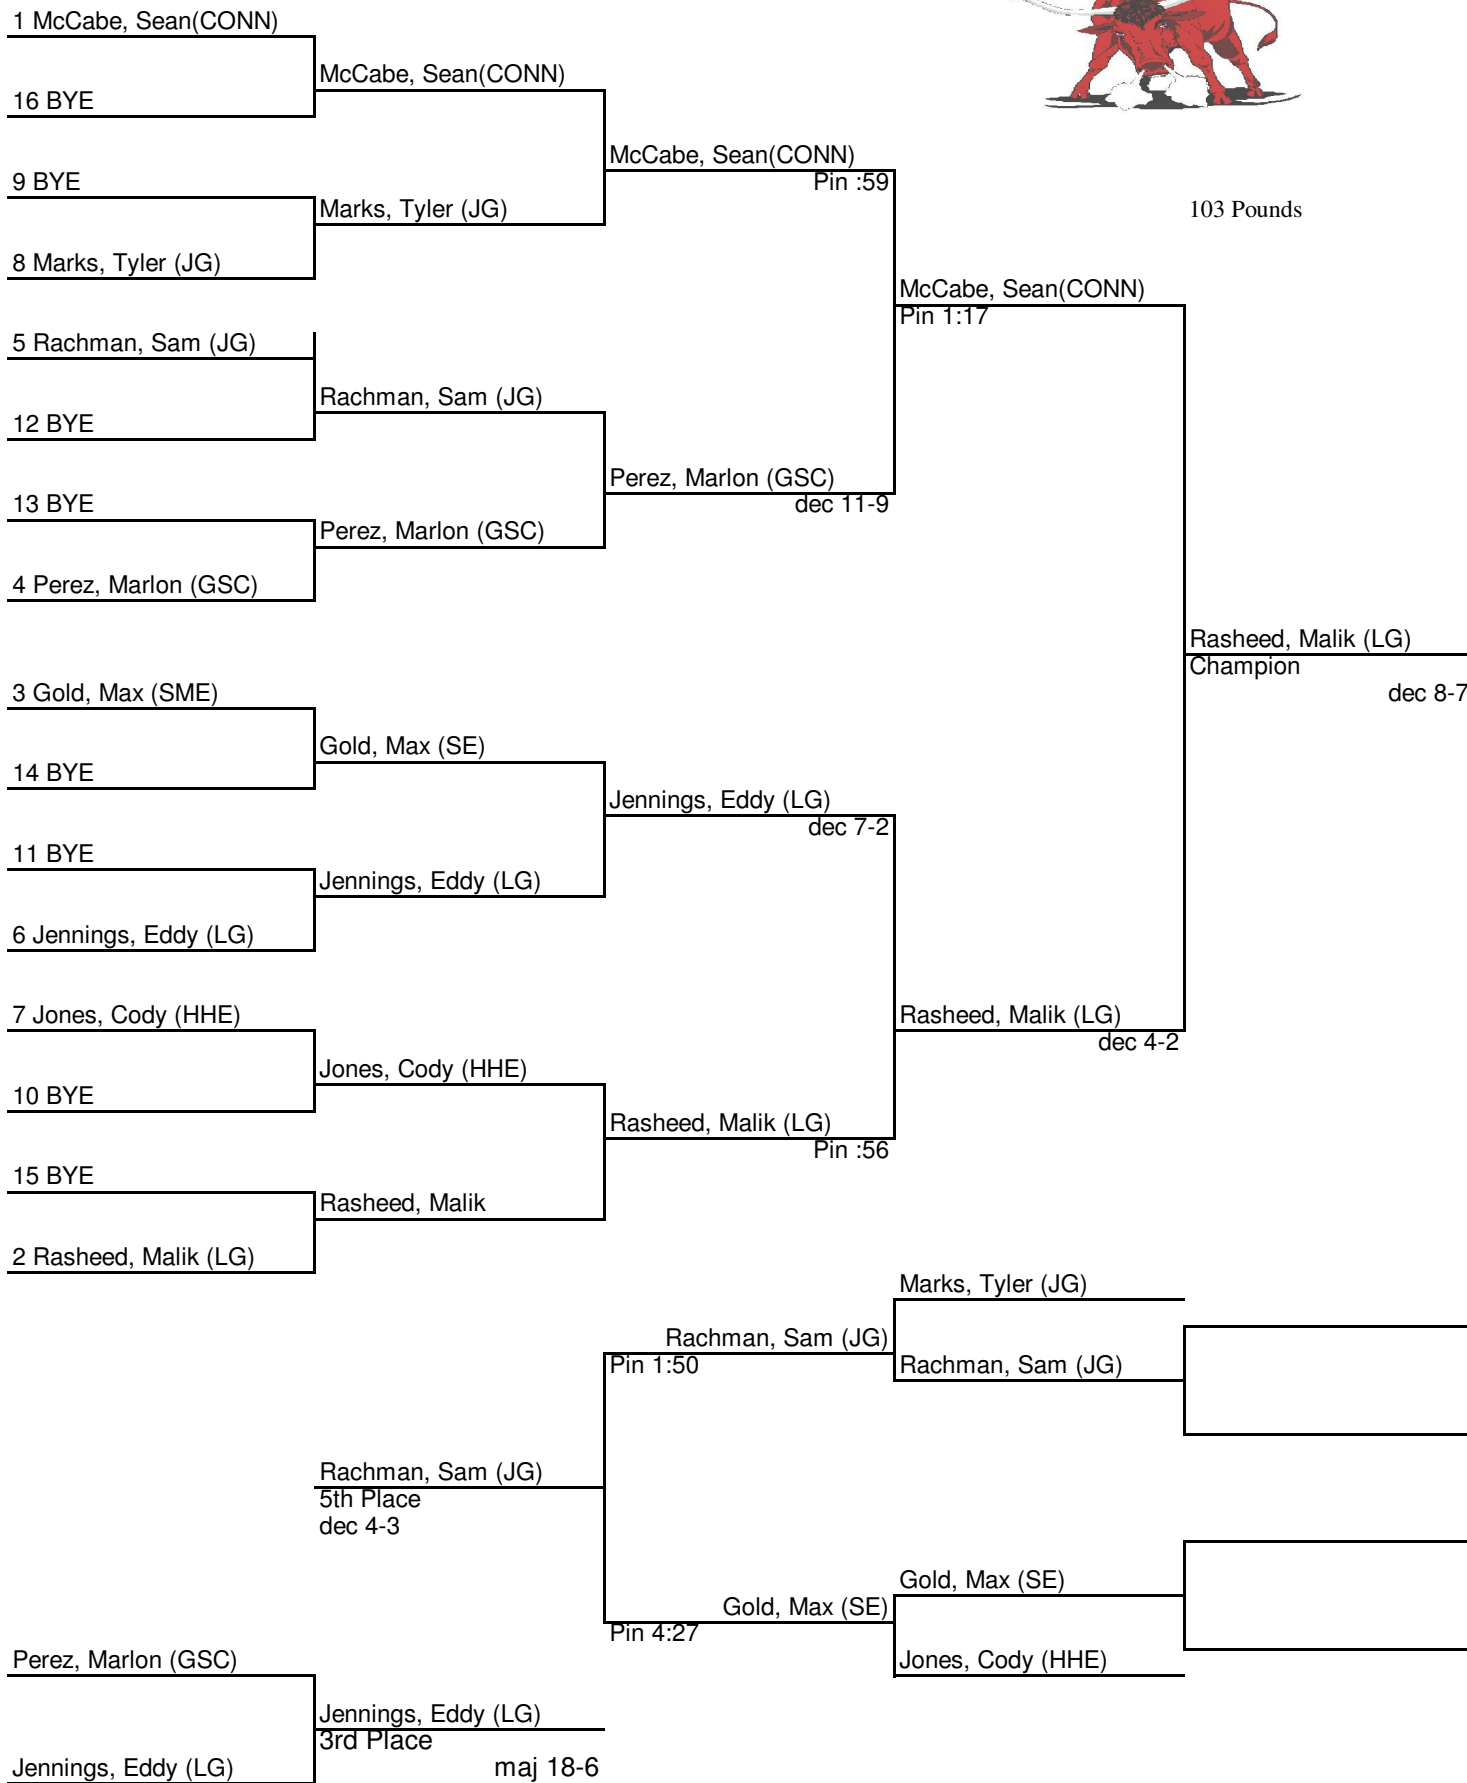 1 McCabe, Sean(CONN)
McCabe, Sean(CONN)
16 BYE
McCabe, Sean(CONN)
Pin :59
9 BYE
Marks, Tyler (JG)
103 Pounds
8 Marks, Tyler (JG)
McCabe, Sean(CONN)
Pin 1:17
5 Rachman, Sam (JG)
Rachman, Sam (JG)
12 BYE
Perez, Marlon (GSC)
dec 11-9
13 BYE
Perez, Marlon (GSC)
4 Perez, Marlon (GSC)
Rasheed, Malik (LG)
Champion
dec 8-7
3 Gold, Max (SME)
Gold, Max (SE)
14 BYE
Jennings, Eddy (LG)
dec 7-2
11 BYE
Jennings, Eddy (LG)
6 Jennings, Eddy (LG)
7 Jones, Cody (HHE)
Rasheed, Malik (LG)
dec 4-2
Jones, Cody (HHE)
10 BYE
Rasheed, Malik (LG)
Pin :56
15 BYE
Rasheed, Malik
2 Rasheed, Malik (LG)
Marks, Tyler (JG)
Rachman, Sam (JG)
Pin 1:50
Rachman, Sam (JG)
Rachman, Sam (JG)
5th Place
dec 4-3
Gold, Max (SE)
Gold, Max (SE)
Pin 4:27
Jones, Cody (HHE)
Perez, Marlon (GSC)
Jennings, Eddy (LG)
3rd Place
maj 18-6
Jennings, Eddy (LG)